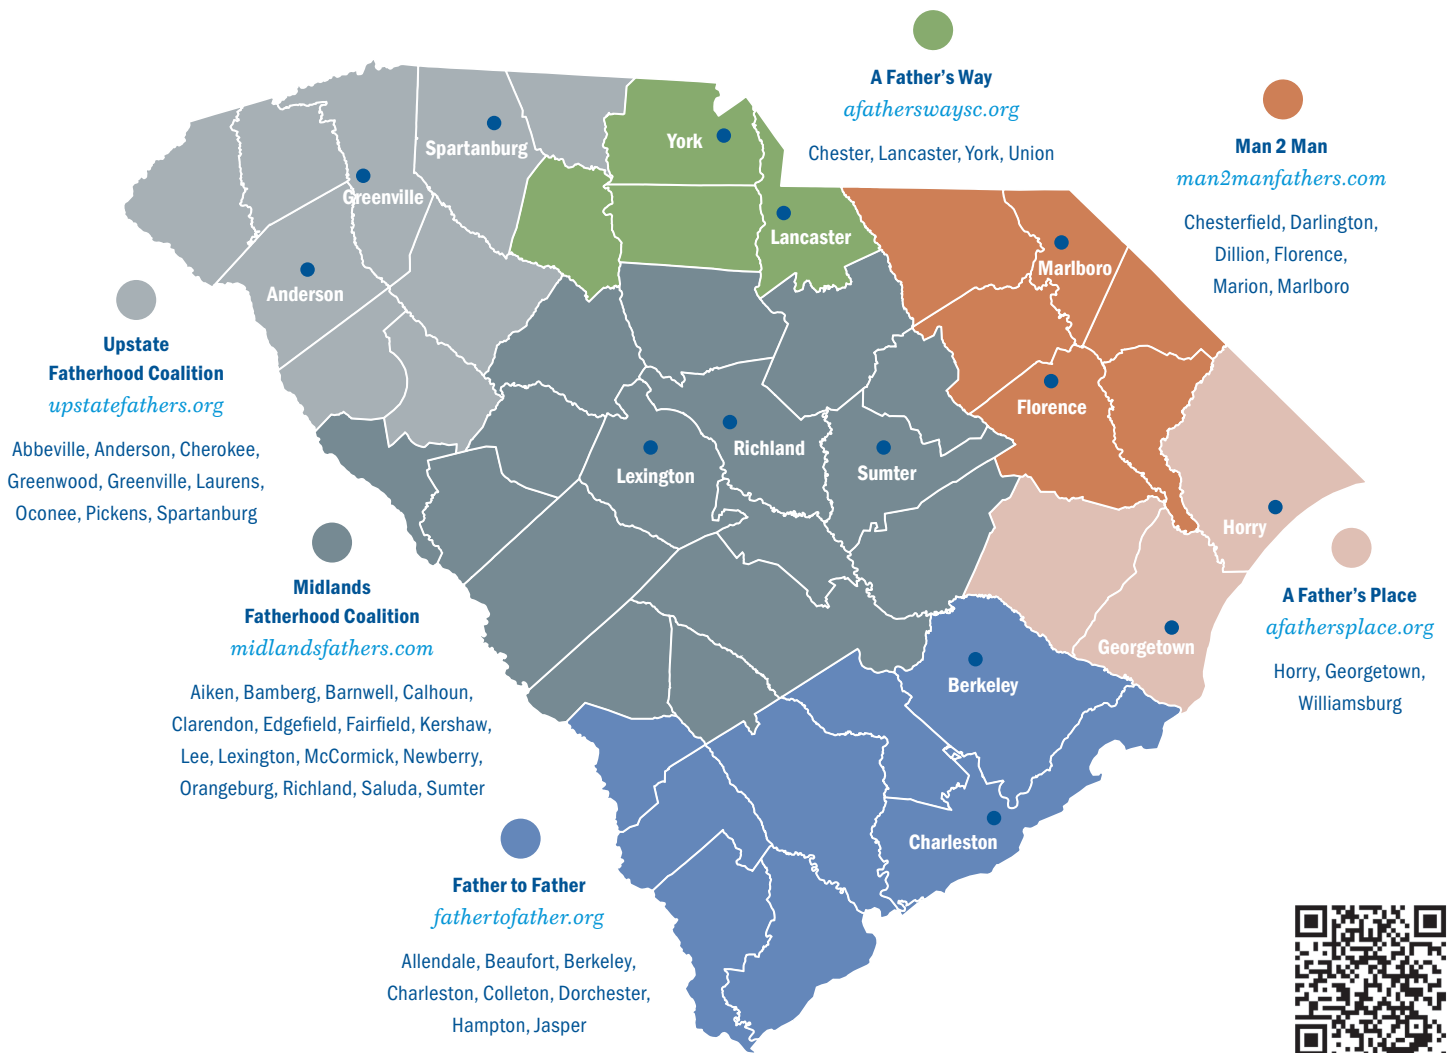 A Father's Way
afatherswaysc.org
Chester, Lancaster, York, Union
Man 2 Man
man2manfathers.com
Chesterfield, Darlington,
Dillion, Florence,
Marion, Marlboro
Spartanburg
York
Greenville
Lancaster
Marlboro
Anderson
Upstate
Fatherhood Coalition
upstatefathers.org
Abbeville, Anderson, Cherokee,
Greenwood, Greenville, Laurens,
Oconee, Pickens, Spartanburg
Florence
Richland
Lexington
Sumter
Horry
Midlands
Fatherhood Coalition
midlandsfathers.com
Aiken, Bamberg, Barnwell, Calhoun,
Clarendon, Edgefield, Fairfield, Kershaw,
Lee, Lexington, McCormick, Newberry,
Orangeburg, Richland, Saluda, Sumter
A Father's Place
afathersplace.org
Horry, Georgetown,
Williamsburg
Georgetown
Berkeley
Charleston
Father to Father
fathertofather.org
Allendale, Beaufort, Berkeley,
Charleston, Colleton, Dorchester,
Hampton, Jasper